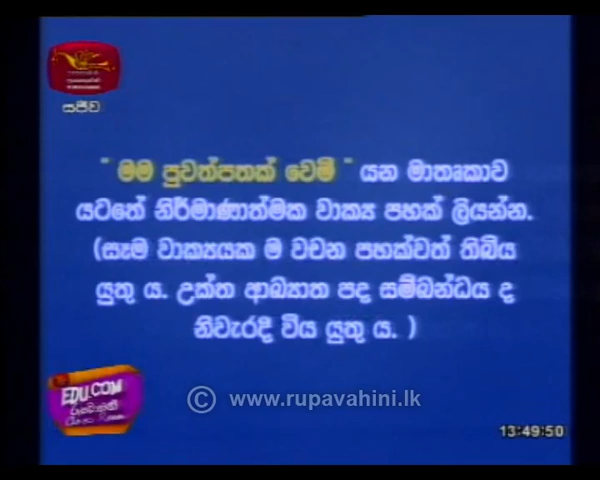 සජීව
" මම පුවත්පතක් වෙමි " යන මාතෘකාව
යටතේ නිර්මාණාත්මක වාක්‍ය පහක් ලියන්න.
(සෑම වාක්‍යයක ම වචන පහක්වත් තිබිය
යුතු ය. උක්ත ආඛ්‍යාත පද සම්බන්ධය ද
නිවැරදි විය යුතු ය. )
EDU.COM
© www.rupavahini.lk
13:49:50